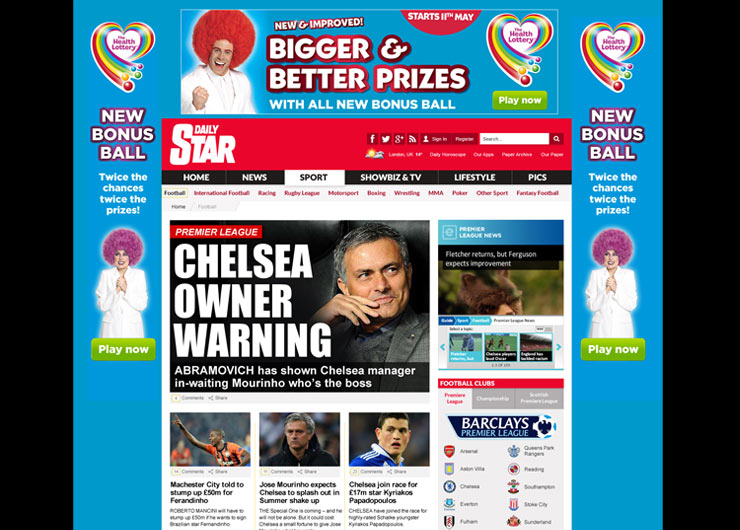 The Health Lottery
NEW BONUS BALL
Twice the chances twice the prizes!
Play now
NEW & IMPROVED!
STARTS 11TH MAY
BIGGER &
BETTER PRIZES
WITH ALL NEW BONUS BALL
The Health Lottery
Play now
The Health Lottery
NEW BONUS BALL
Twice the chances twice the prizes!
Play now
DAILY STAR
Sign in Register Search...
London, UK 14° Daily Horoscope Our Apps Paper Archive Our Paper
HOME NEWS SPORT SHOWBIZ & TV LIFESTYLE PICS
Football International Football Racing Rugby League Motorsport Boxing Wrestling MMA Poker Other Sport Fantasy Football
Home Football
PREMIER LEAGUE
CHELSEA
OWNER
WARNING
ABRAMOVICH has shown Chelsea manager
in-waiting Mourinho who's the boss
Comments Share
PREMIER
LEAGUE NEWS
Fletcher returns, but Ferguson
expects improvement
Guide Sport Football Premier League News
Select a topic:
Fletcher returns, but
Chelsea players laud Oscar
England has tackled racism
FOOTBALL CLUBS
Premiere League
Championship
Scottish Premiere League
BARCLAYS
PREMIER LEAGUE
Arsenal Queens Park Rangers
Aston Villa Reading
Chelsea Southampton
Everton Stoke City
Fulham Sunderland
Comments Share
Machester City told to
stump up £50m for
Ferandinho
ROBERTO MANCINI will have to
stump up £50m if he wants to sign
Brazilian star Fernandinho
Comments Share
Jose Mourinho expects
Chelsea to splash out in
Summer shake up
THE Special One is coming – and he
will not be alone. But it could cost
Chelsea a small fortune to give Jose
Comments Share
Chelsea join race for
£17m star Kyriakos
Papadopoulos
CHELSEA have joined the race for
highly-rated Schalke youngster
Kyriakos Papadopoulos.